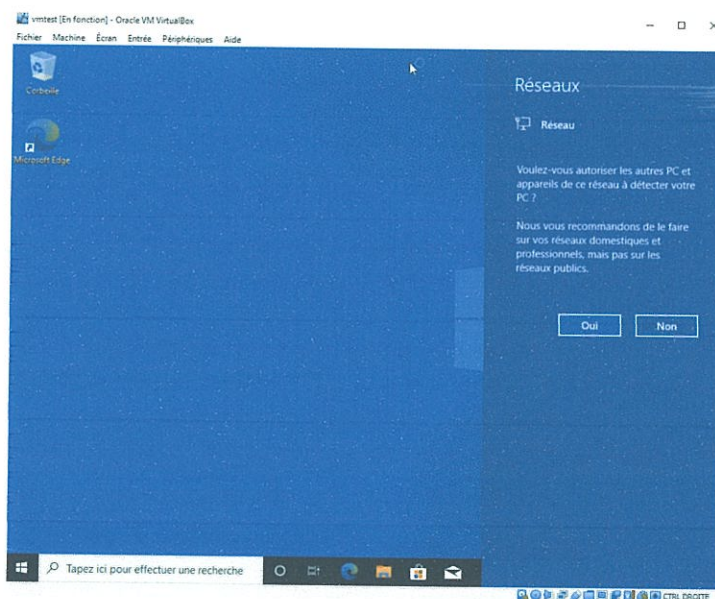 vmtest [En fonction] - Oracle VM VirtualBox
Fichier Machine Écran Entrée Périphériques Aide
Corbeille
Microsoft Edge
Réseaux
Réseau
Voulez-vous autoriser les autres PC et
appareils de ce réseau à détecter votre
PC ?
Nous vous recommandons de le faire
sur vos réseaux domestiques et
professionnels, mais pas sur les
réseaux publics.
Oui Non
Tapez ici pour effectuer une recherche
CTRL DROITE